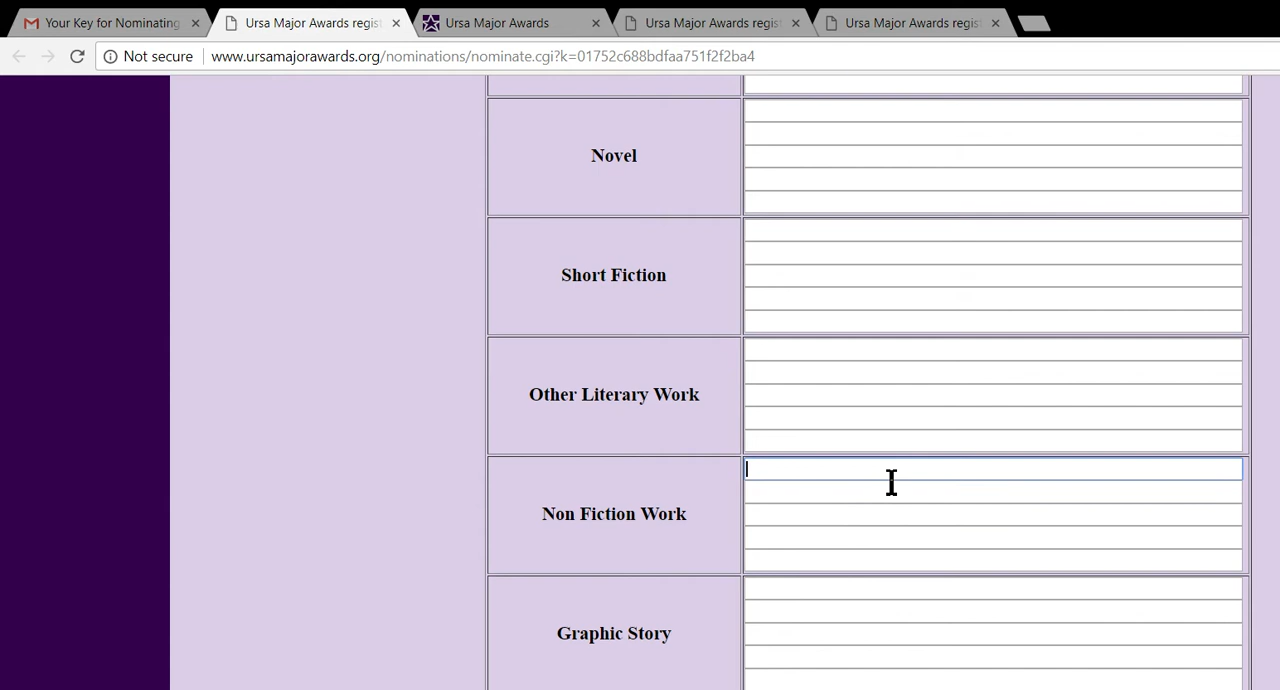 Your Key for Nominating
Ursa Major Awards regist
Ursa Major Awards
Ursa Major Awards regist
Ursa Major Awards regist
Not secure
www.ursamajorawards.org/nominations/nominate.cgi?k=01752c688bdfaa751f2f2ba4
Novel
Short Fiction
Other Literary Work
Non Fiction Work
Graphic Story